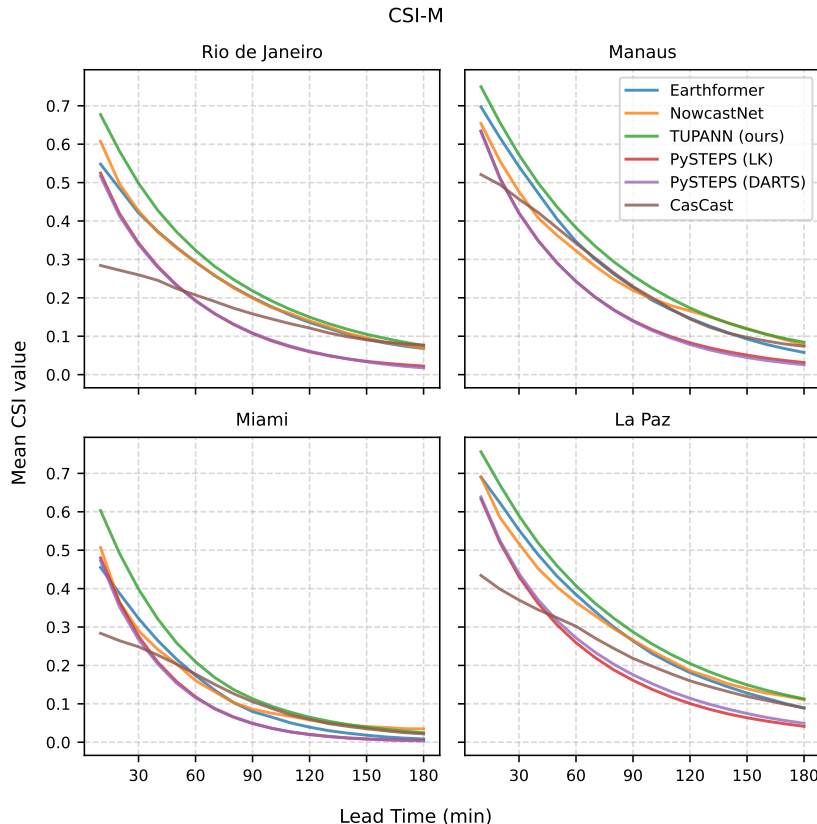 CSI-M
Rio de Janeiro
Manaus
0.7
0.6
0.5
0.4
0.3
0.2
0.1
0.0
Earthformer
NowcastNet
TUPANN (ours)
PySTEPS (LK)
PySTEPS (DARTS)
CasCast
Mean CSI value
Miami
La Paz
0.7
0.6
0.5
0.4
0.3
0.2
0.1
0.0
30 60 90 120 150 180
30 60 90 120 150 180
Lead Time (min)